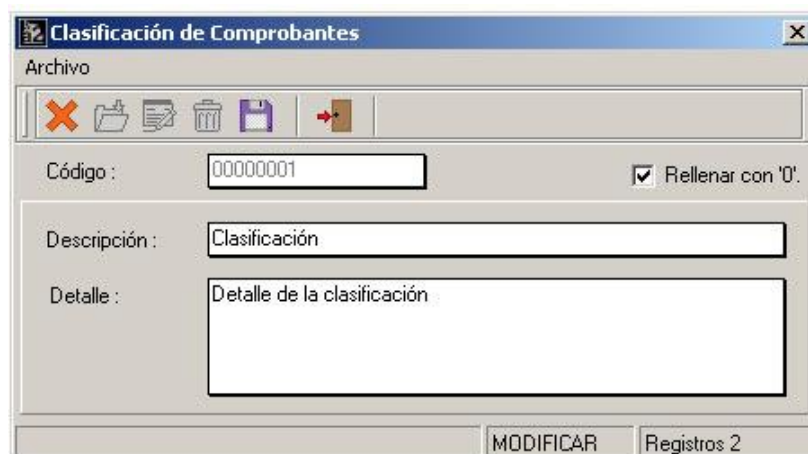 Clasificación de Comprobantes
Archivo
Código : 00000001 Rellenar con '0'.
Descripción : Clasificación
Detalle : Detalle de la clasificación
MODIFICAR Registros 2